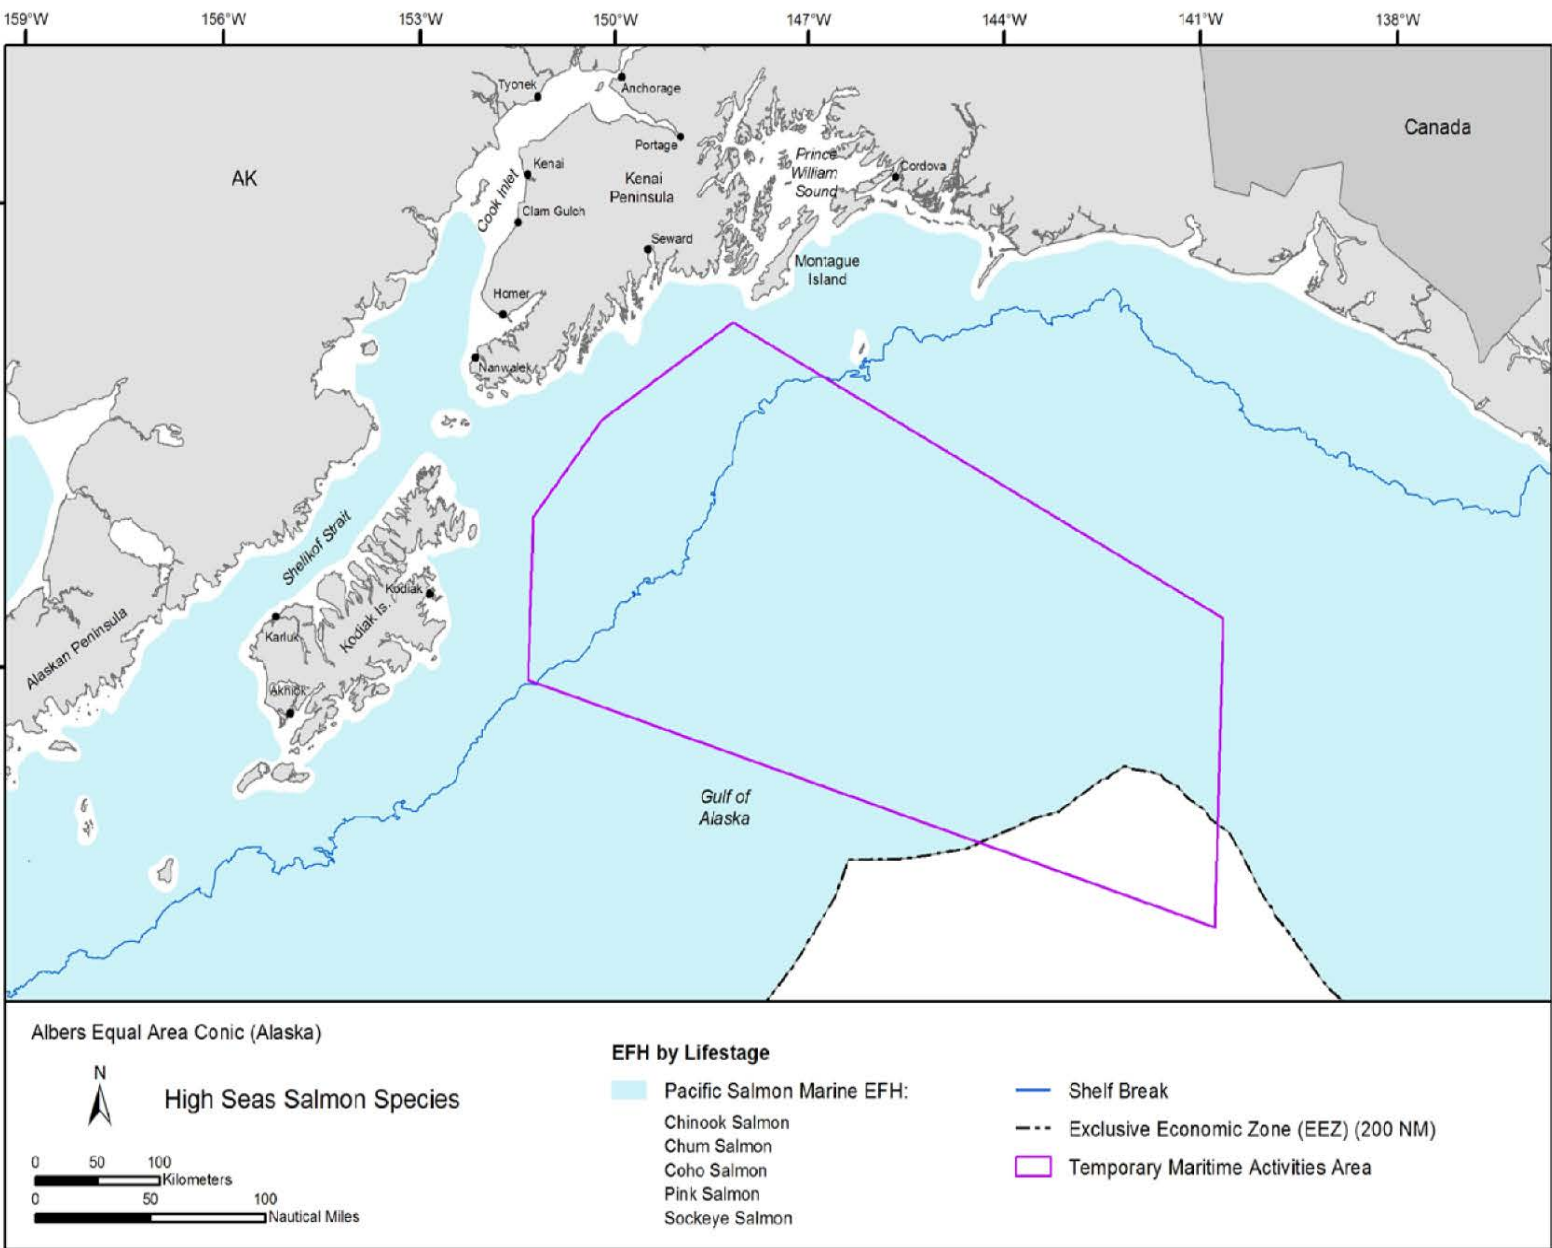 159°W 156°W 153°W 150°W 147°W 144°W 141°W 138°W
Tyonek
Anchorage
Portage
Canada
AK
Prince
William
Sound
Cordova
Kenai
Kenai
Peninsula
Cook Inlet
Clam Gulch
Seward
Montague
Island
Homer
Nanwalek
Shelikof Strait
Kodiak
Kodiak Is.
Karluk
Alaskan Peninsula
Akhiok
Gulf of
Alaska
Albers Equal Area Conic (Alaska)
N
High Seas Salmon Species
0 50 100
Kilometers
0 50 100
Nautical Miles
EFH by Lifestage
Pacific Salmon Marine EFH:
Chinook Salmon
Chum Salmon
Coho Salmon
Pink Salmon
Sockeye Salmon
Shelf Break
Exclusive Economic Zone (EEZ) (200 NM)
Temporary Maritime Activities Area